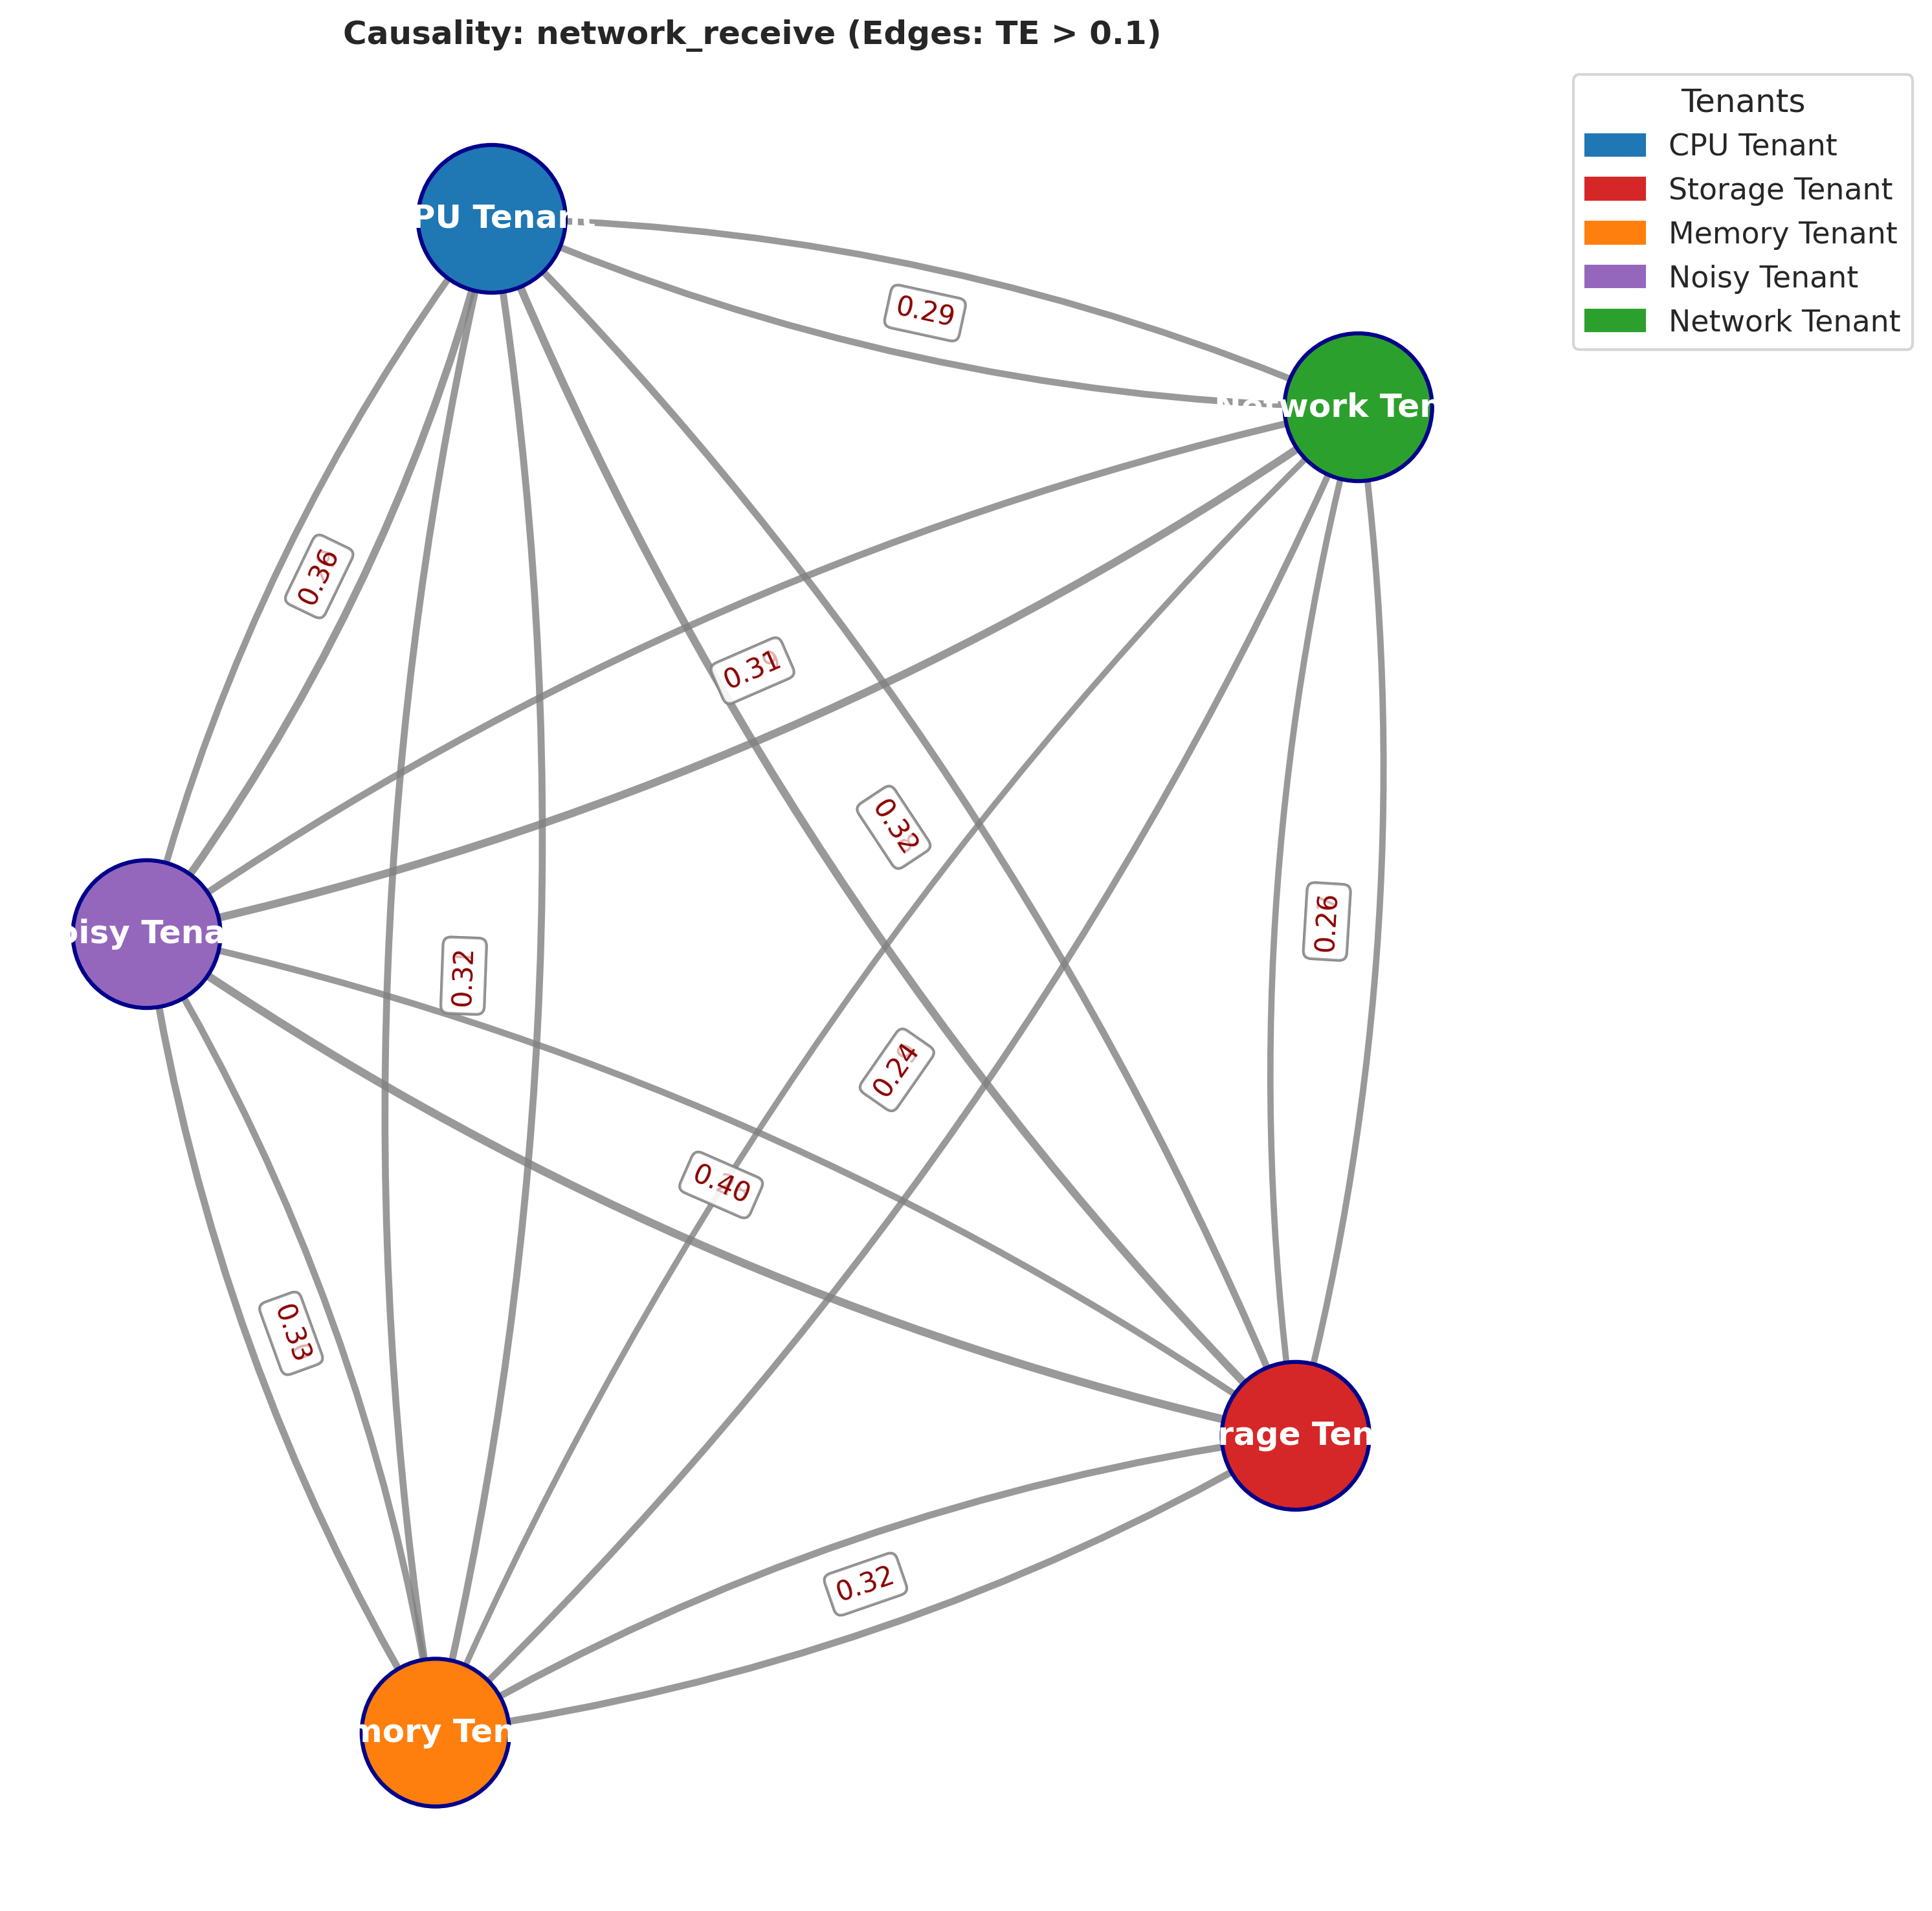 Causality: network_receive (Edges: TE > 0.1)
Tenants
CPU Tenant
Storage Tenant
Memory Tenant
Noisy Tenant
Network Tenant
PU Tenant
0.29
work Ten
0.36
0.31
0.32
0.26
oisy Tena
0.32
0.24
0.40
0.33
rage Ten
0.32
mory Ten